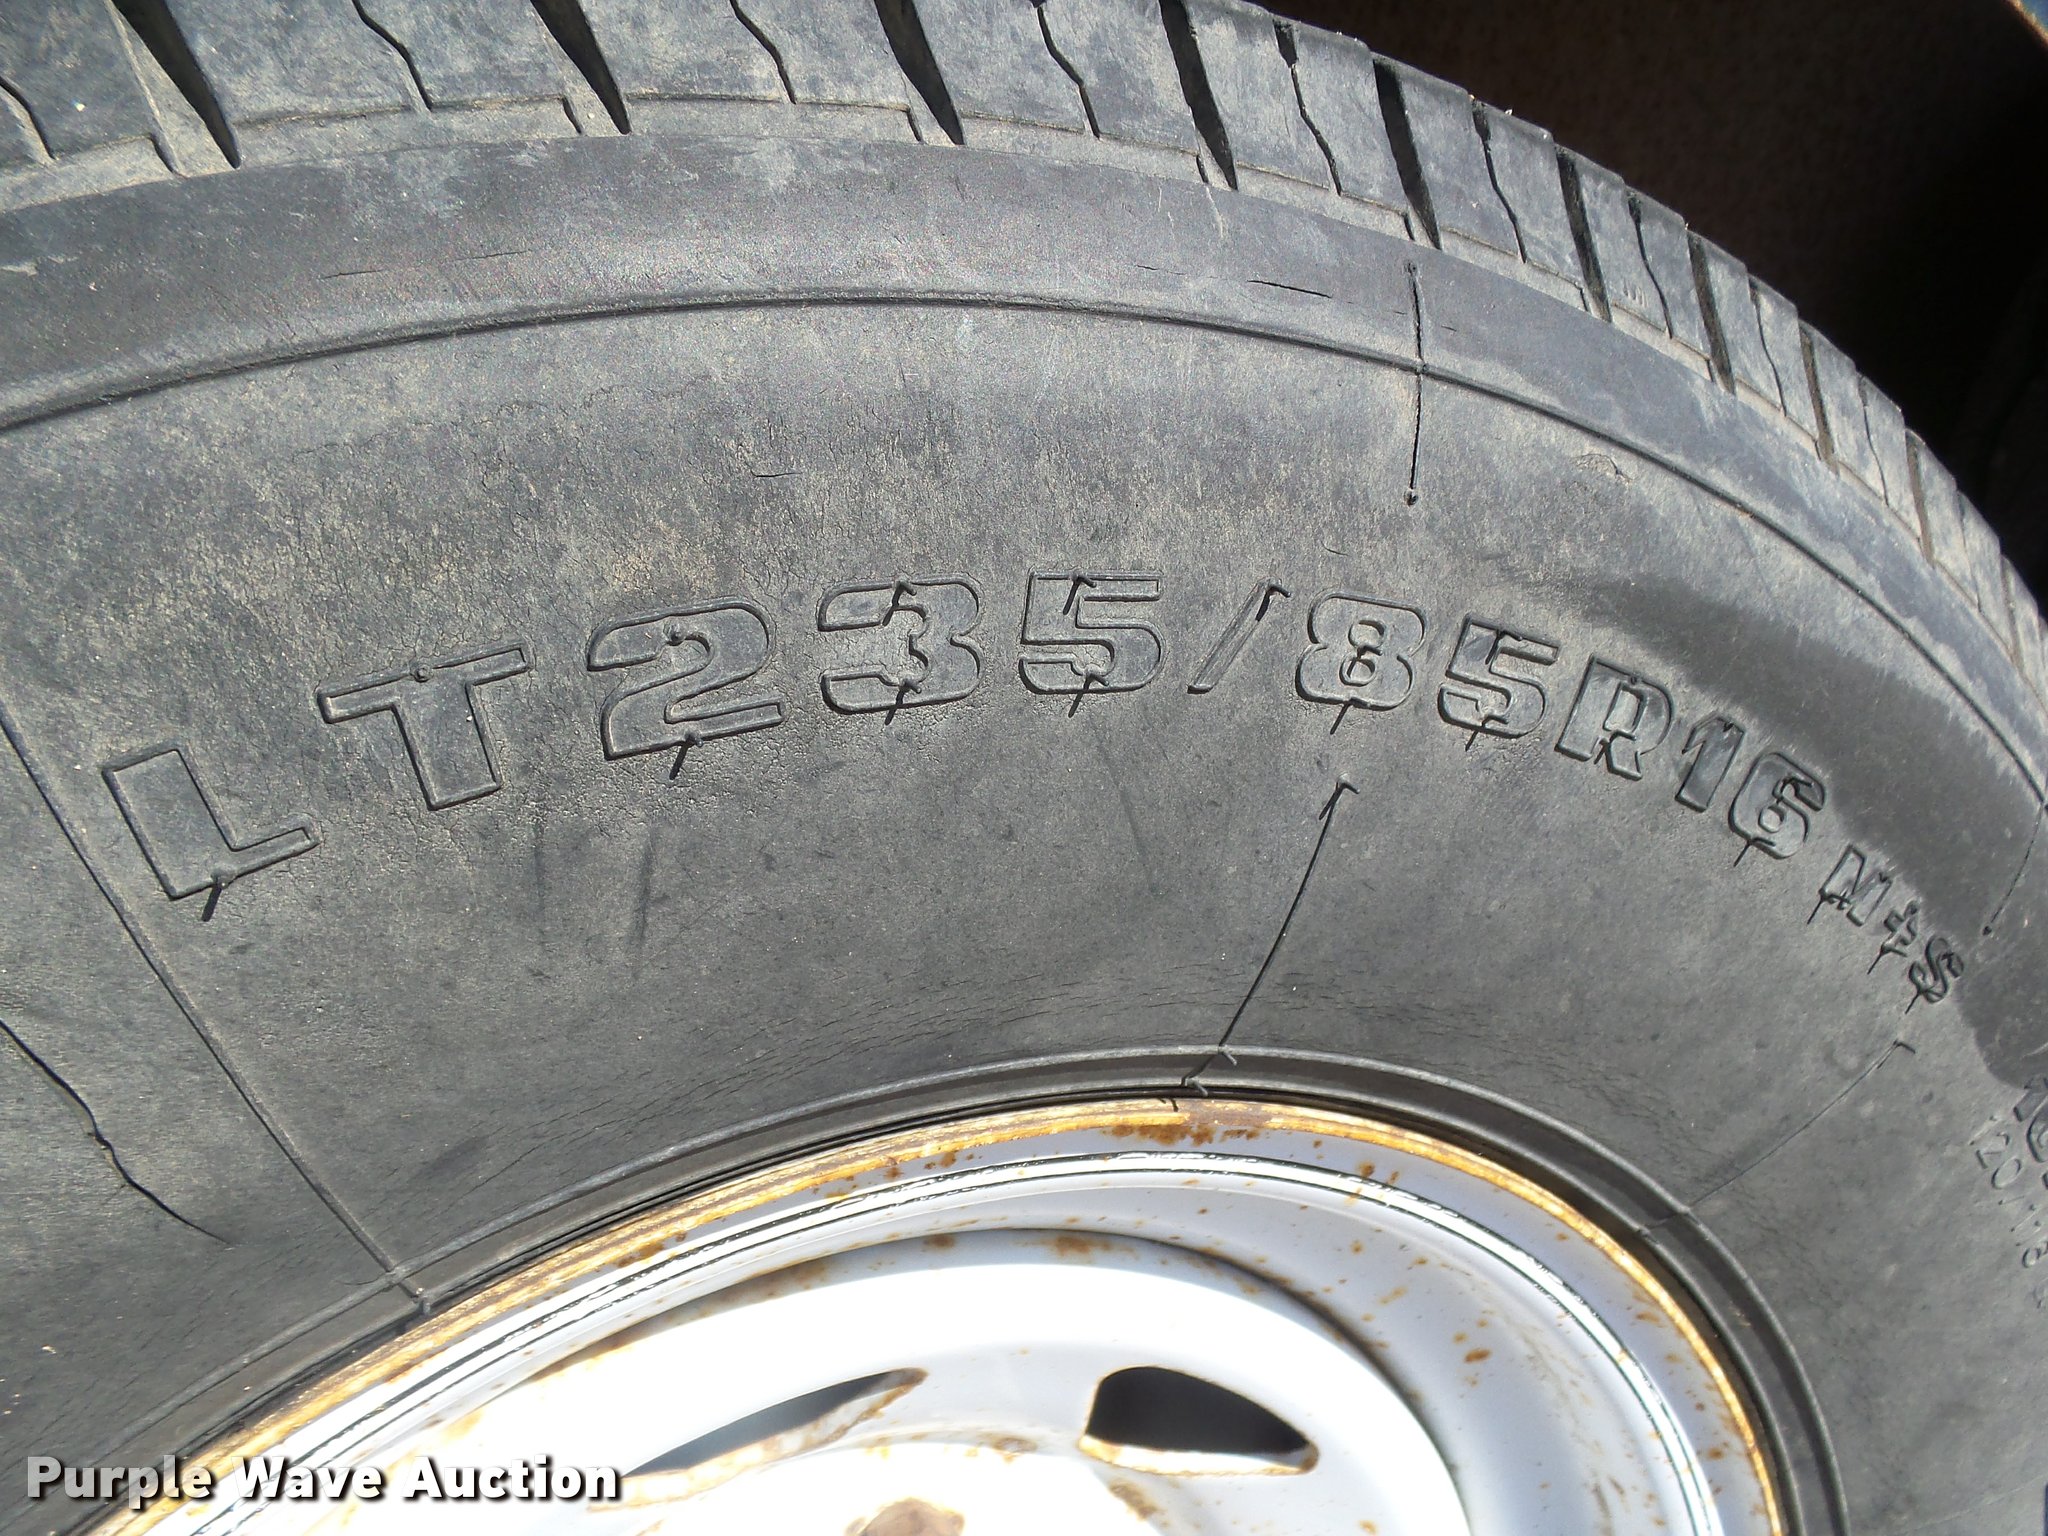 LT235/85R16 M+S
Purple Wave Auction